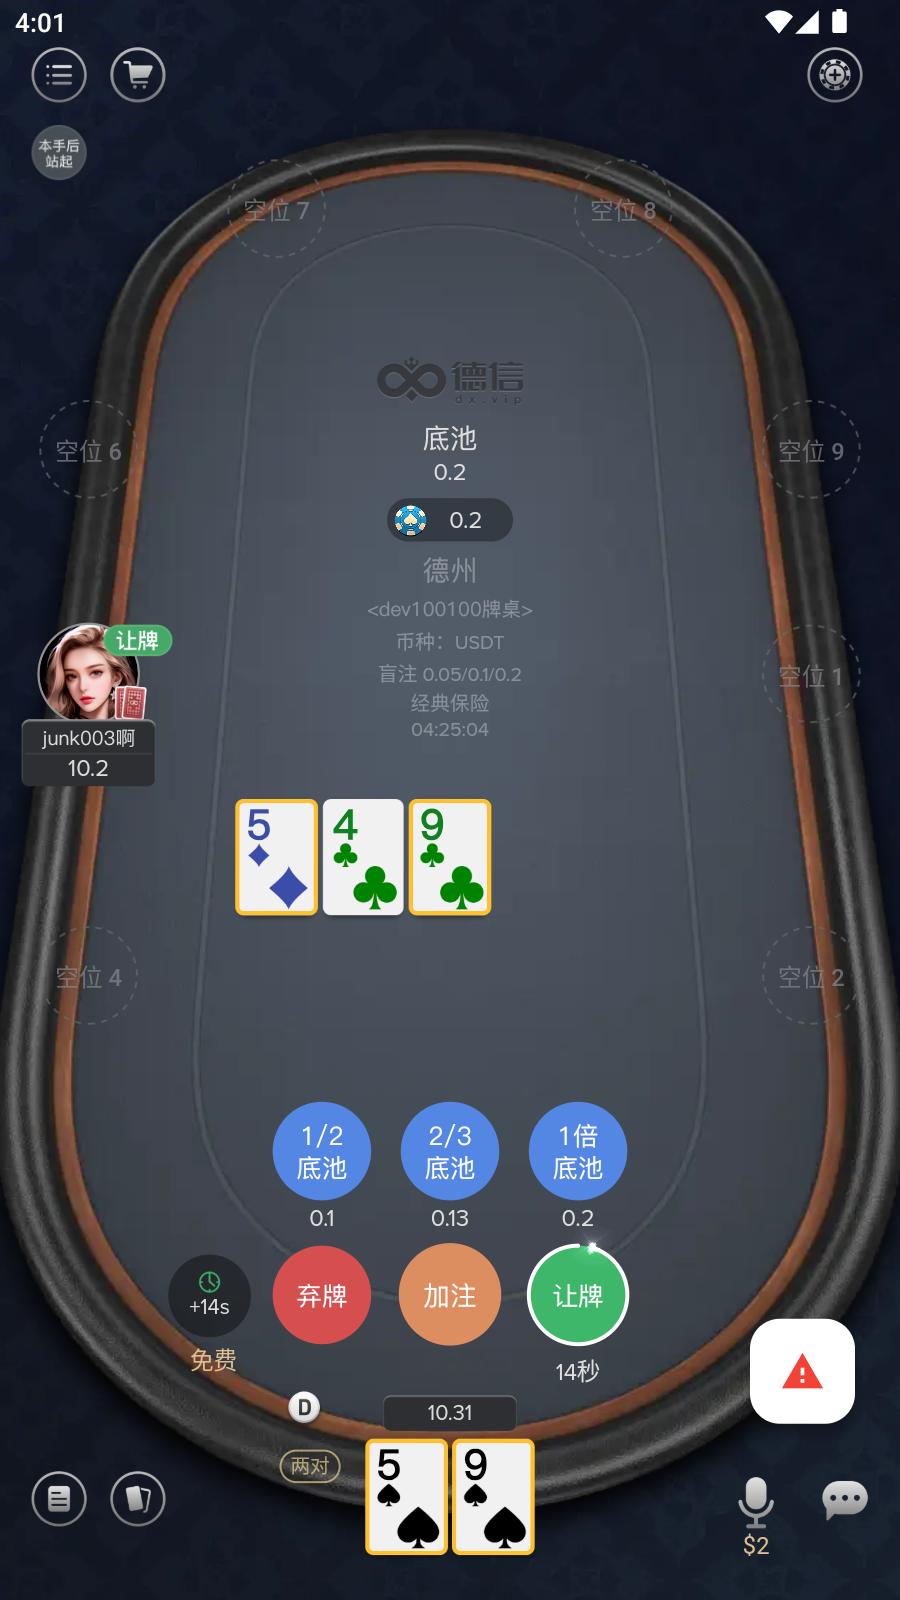 4:01
本手后
站起
空位 7
空位 8
德信
dx.vip
底池
0.2
空位 6
空位 9
0.2
德州
<dev100100牌桌>
币种：USDT
盲注 0.05/0.1/0.2
经典保险
04:25:04
让牌
空位 1
junk003啊
10.2
5
4
9
空位 4
空位 2
1/2
底池
2/3
底池
1倍
底池
0.1
0.13
0.2
+14s
弃牌
加注
让牌
免费
14秒
D
10.31
两对
5
9
$2